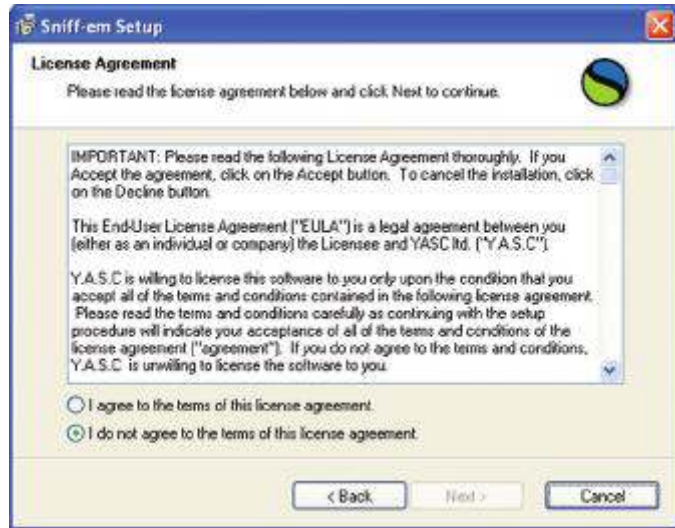 Sniff-em Setup
License Agreement
Please read the license agreement below and click Next to continue.
IMPORTANT: Please read the following License Agreement thoroughly. If you
Accept the agreement, click on the Accept button. To cancel the installation, click
on the Decline button.
This End-User License Agreement ("EULA") is a legal agreement between you
(either as an individual or company) the Licensee and YASC ltd. ("Y.A.S.C").
Y.A.S.C is willing to license this software to you only upon the condition that you
accept all of the terms and conditions contained in the following license agreement.
Please read the terms and conditions carefully as continuing with the setup
procedure will indicate your acceptance of all of the terms and conditions of the
license agreement ("agreement"). If you do not agree to the terms and conditions,
Y.A.S.C is unwilling to license the software to you.
I agree to the terms of this license agreement.
I do not agree to the terms of this license agreement.
< Back
Next >
Cancel